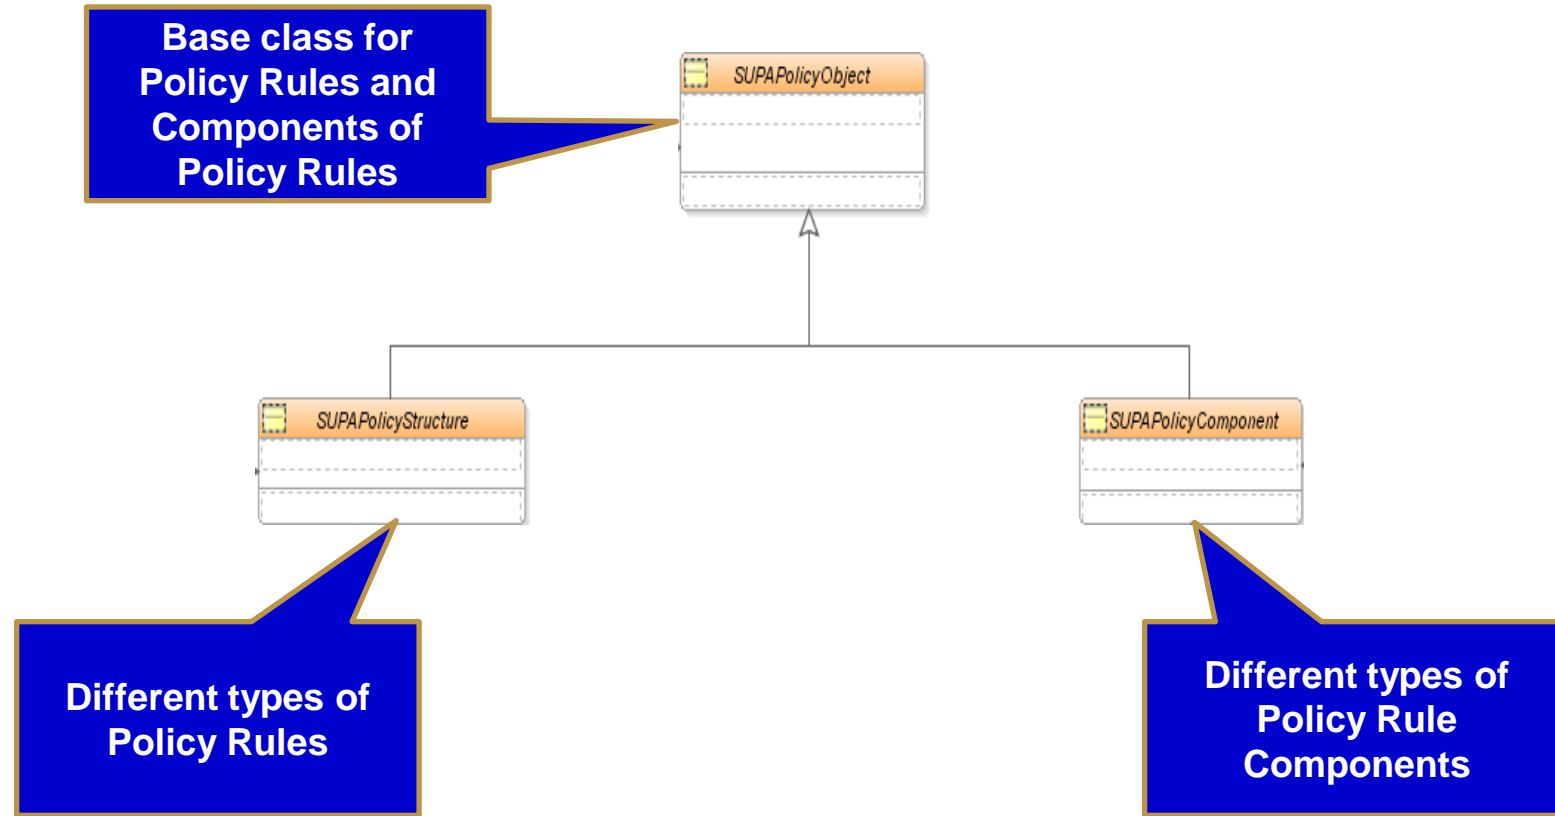 Base class for
Policy Rules and
Components of
Policy Rules
SUPAPolicyObject
SUPAPolicyStructure
SUPAPolicyComponent
Different types of
Policy Rules
Different types of
Policy Rule
Components